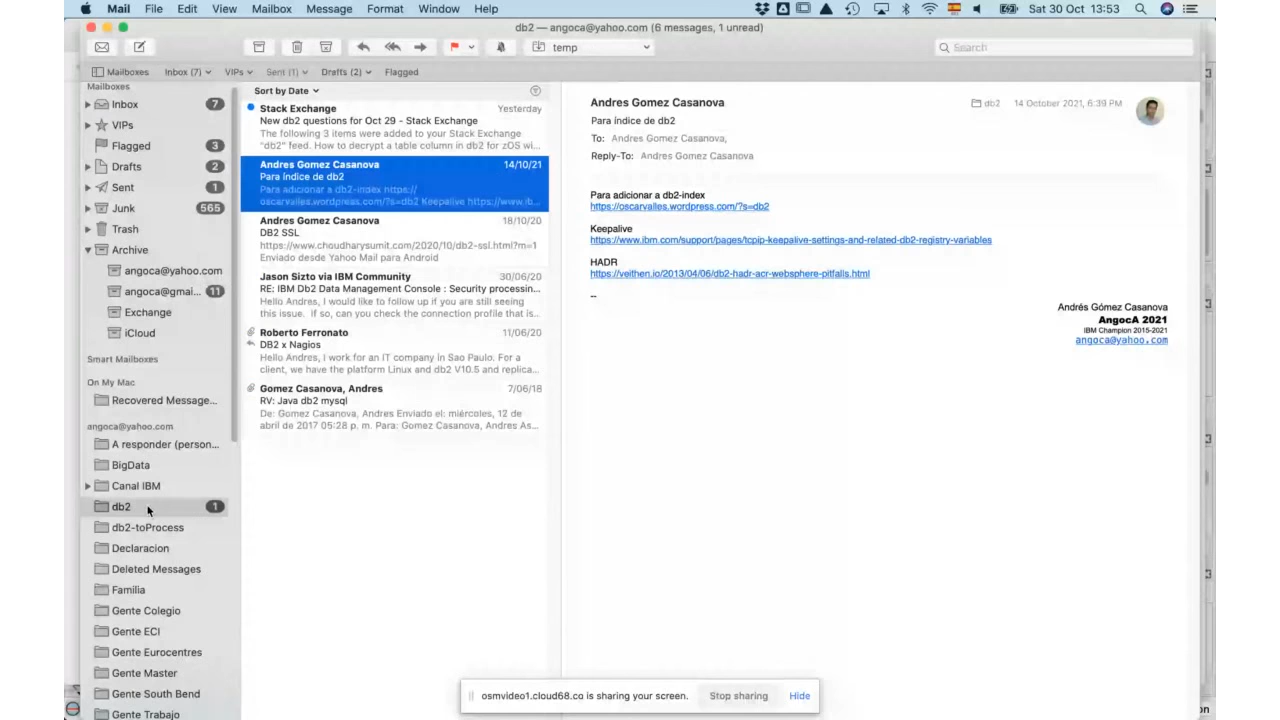 Mail File Edit View Mailbox Message Format Window Help
Sat 30 Oct 13:53
db2 — angoca@yahoo.com (6 messages, 1 unread)
temp
Search
Mailboxes Inbox (7) VIPs Sent (1) Drafts (2) Flagged
Mailboxes
Inbox 7
VIPs
Flagged 3
Drafts 2
Sent 1
Junk 565
Trash
Archive
angoca@yahoo.com
angoca@gmai... 11
Exchange
iCloud
Smart Mailboxes
On My Mac
Recovered Message...
angoca@yahoo.com
A responder (person...
BigData
Canal IBM
db2 1
db2-toProcess
Declaracion
Deleted Messages
Familia
Gente Colegio
Gente ECI
Gente Eurocentres
Gente Master
Gente South Bend
Gente Trabajo
Sort by Date
Stack Exchange Yesterday
New db2 questions for Oct 29 - Stack Exchange
The following 3 items were added to your Stack Exchange
"db2" feed. How to decrypt a table column in db2 for zOS wi...
Andres Gomez Casanova 14/10/21
Para índice de db2
Para adicionar a db2-index https://
oscarvalles.wordpress.com/?s=db2 Keepalive https://www.ib...
Andres Gomez Casanova 18/10/20
DB2 SSL
https://www.choudharysumit.com/2020/10/db2-ssl.html?m=1
Enviado desde Yahoo Mail para Android
Jason Sizto via IBM Community 30/06/20
RE: IBM Db2 Data Management Console : Security processin...
Hello Andres, I would like to follow up if you are still seeing
this issue. If so, can you check the connection profile that is...
Roberto Ferronato 11/06/20
DB2 x Nagios
Hello Andres, I work for an IT company in Sao Paulo. For a
client, we have the platform Linux and db2 V10.5 and replica...
Gomez Casanova, Andres 7/06/18
RV: Java db2 mysql
De: Gomez Casanova, Andres Enviado el: miércoles, 12 de
abril de 2017 05:28 p. m. Para: Gomez Casanova, Andres As...
Andres Gomez Casanova db2 14 October 2021, 6:39 PM
Para índice de db2
To: Andres Gomez Casanova,
Reply-To: Andres Gomez Casanova
Para adicionar a db2-index
https://oscarvalles.wordpress.com/?s=db2
Keepalive
https://www.ibm.com/support/pages/tcpip-keepalive-settings-and-related-db2-registry-variables
HADR
https://veithen.io/2013/04/06/db2-hadr-acr-websphere-pitfalls.html
--
Andrés Gómez Casanova
AngocA 2021
IBM Champion 2015-2021
angoca@yahoo.com
osmvideo1.cloud68.co is sharing your screen. Stop sharing Hide
on